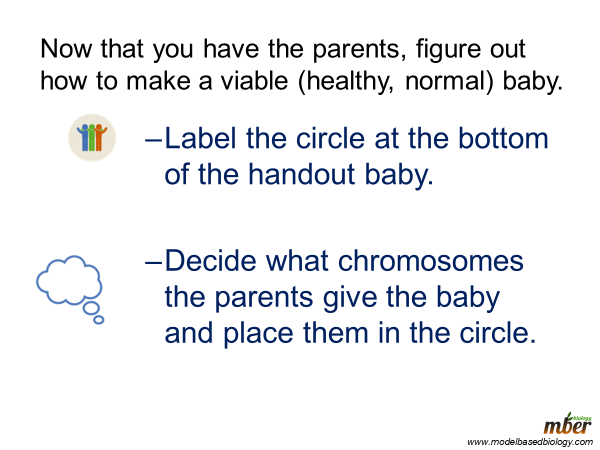 Now that you have the parents, figure out
how to make a viable (healthy, normal) baby.
–Label the circle at the bottom
of the handout baby.
–Decide what chromosomes
the parents give the baby
and place them in the circle.
biology
mber
www.modelbasedbiology.com